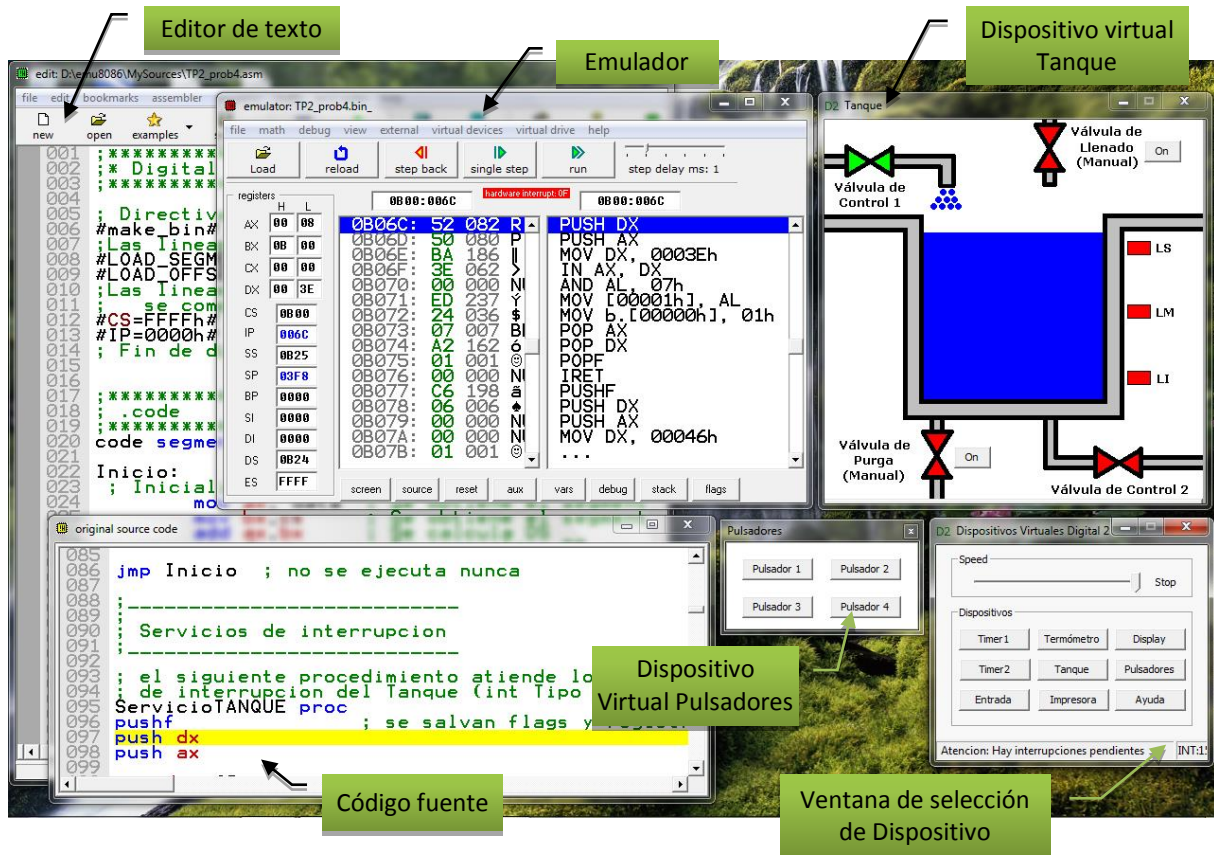 Editor de texto
Emulador
Dispositivo virtual
Tanque
edit: D:\emu8086\MySources\TP2_prob4.asm
file edit bookmarks assembler
new open examples
001 ;*********
002 ;* Digital
003 ;*********
004
005 ; Directiv
006 #make_bin#
007 ;Las Linea
008 #LOAD_SEGM
009 #LOAD_OFFS
010 ;Las linea
011 ; se com
012 #CS=FFFFh#
013 #IP=0000h#
014 ; Fin de d
015
016
017 ;*********
018 ; .code
019 ;*********
020 code segme
021
022 Inicio:
023 ; Inicial
024 mo
emulator: TP2_prob4.bin_
file math debug view external virtual devices virtual drive help
Load reload step back single step run step delay ms: 1
registers
H L
AX 00 08
BX 0B 00
CX 00 00
DX 00 3E
CS 0B00
IP 006C
SS 0B25
SP 03F8
BP 0000
SI 0000
DI 0000
DS 0B24
ES FFFF
0B00:006C
hardware interrupt: 0F
0B00:006C
0B06C: 52 082 R
0B06D: 50 080 P
0B06E: BA 186 ║
0B06F: 3E 062 >
0B070: 00 000 NU
0B071: ED 237 Ý
0B072: 24 036 $
0B073: 07 007 BE
0B074: A2 162 ó
0B075: 01 001 ☺
0B076: 00 000 NU
0B077: C6 198 ã
0B078: 06 006 ♠
0B079: 00 000 NU
0B07A: 00 000 NU
0B07B: 01 001 ☺
PUSH DX
PUSH AX
MOV DX, 0003Eh
IN AX, DX
AND AL, 07h
MOV [00001h], AL
MOV b.[00000h], 01h
POP AX
POP DX
POPF
IRET
PUSHF
PUSH DX
PUSH AX
MOV DX, 00046h
...
screen source reset aux vars debug stack flags
D2 Tanque
Válvula de
Llenado
(Manual)
On
Válvula de
Control 1
LS
LM
LI
Válvula de
Purga
(Manual)
On
Válvula de Control 2
original source code
085
086 jmp Inicio ; no se ejecuta nunca
087
088 ;____________________________
089 ;
090 ; Servicios de interrupcion
091 ;____________________________
092
093 ; el siguiente procedimiento atiende lo
094 ; de interrupcion del Tanque (int Tipo
095 ServicioTANQUE proc
096 pushf ; se salvan flags y
097 push dx
098 push ax
099
Código fuente
Pulsadores
Pulsador 1 Pulsador 2
Pulsador 3 Pulsador 4
Dispositivo
Virtual Pulsadores
D2 Dispositivos Virtuales Digital 2
Speed
Stop
Dispositivos
Timer1 Termómetro Display
Timer2 Tanque Pulsadores
Entrada Impresora Ayuda
Atencion: Hay interrupciones pendientes
Ventana de selección
de Dispositivo